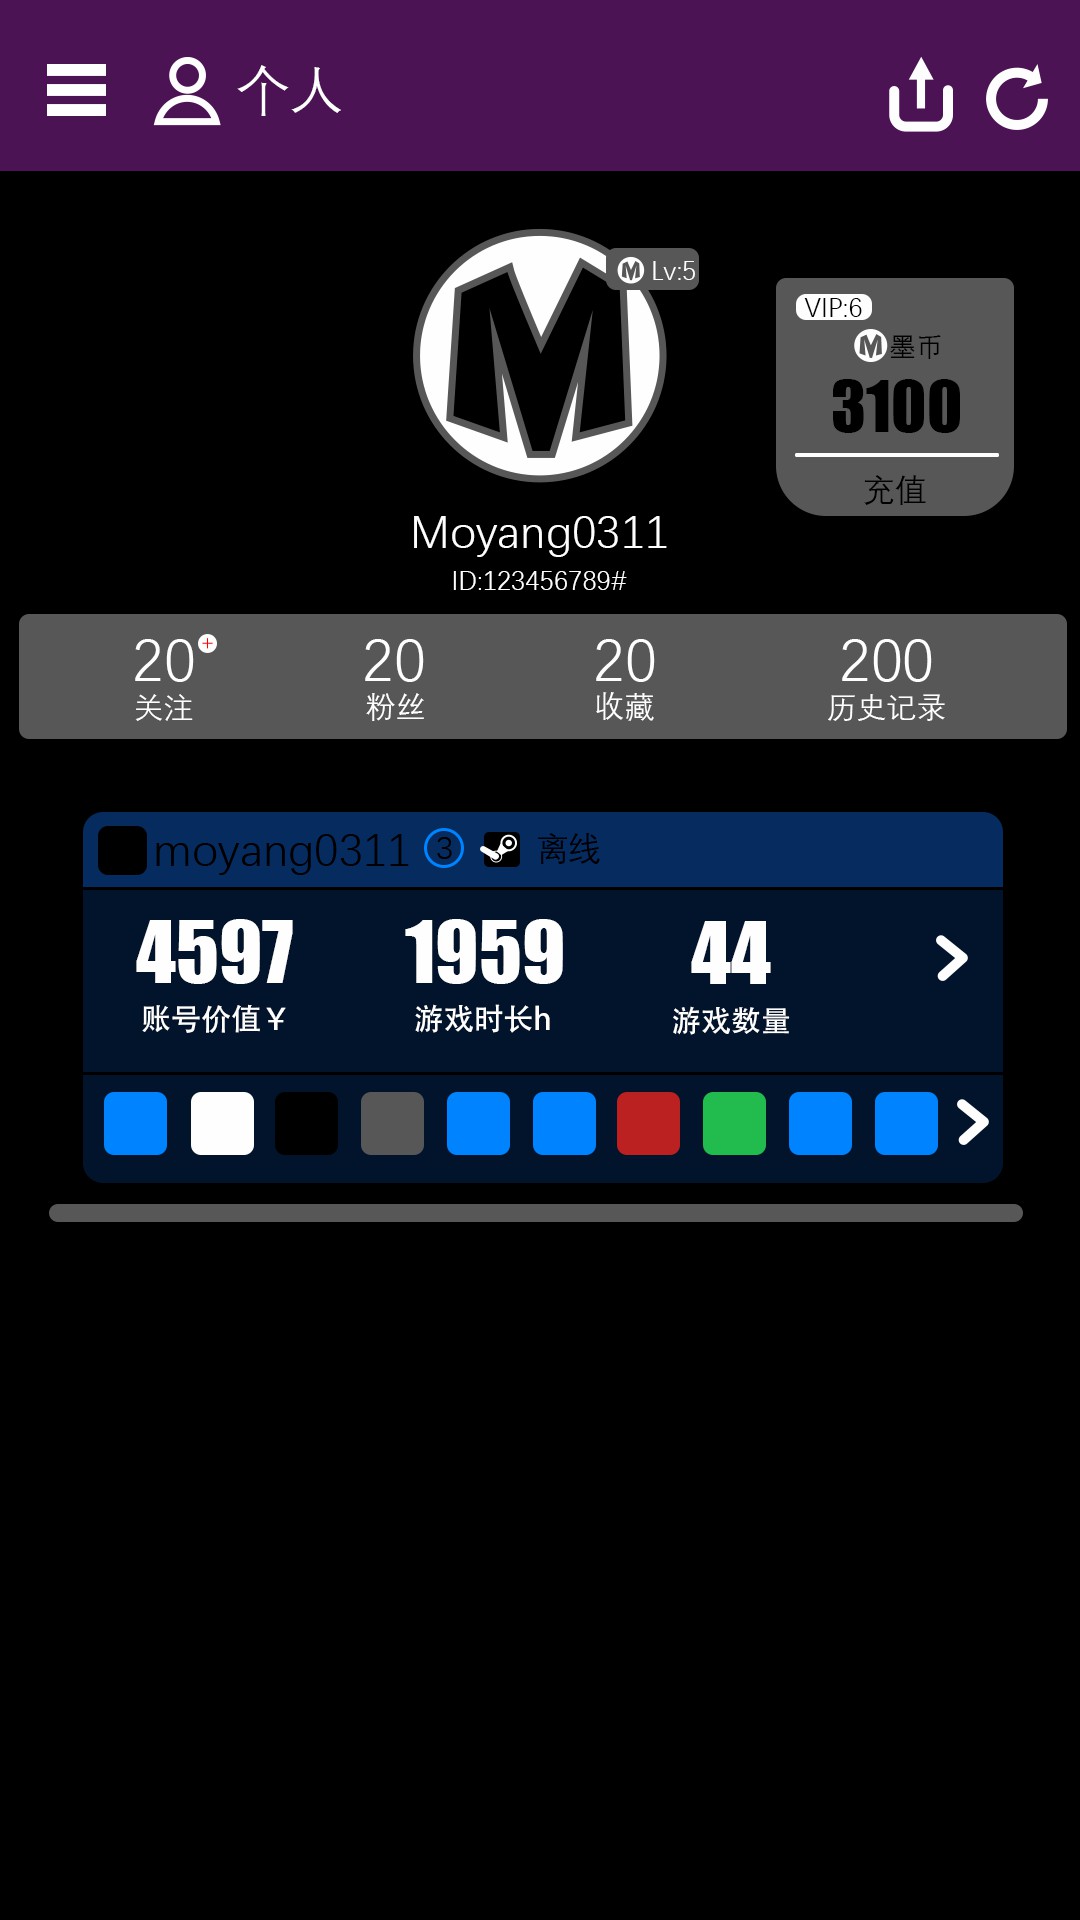 个人
Lv:5
VIP:6
墨币
3100
充值
Moyang0311
ID:123456789#
20+ 20 20 200
关注 粉丝 收藏 历史记录
moyang0311 3 离线
4597 1959 44
账号价值￥ 游戏时长h 游戏数量